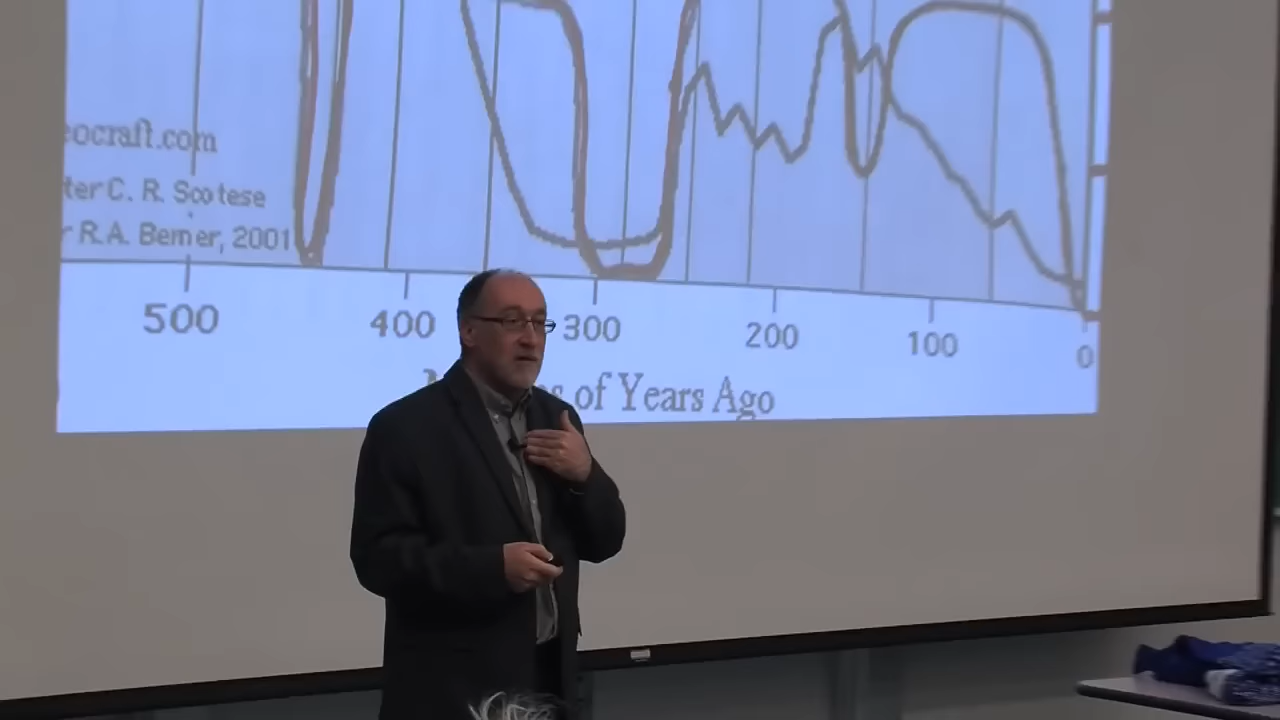 eocraft.com
ter C. R. Scotese
r R.A. Berner, 2001
500 400 300 200 100 0
of Years Ago